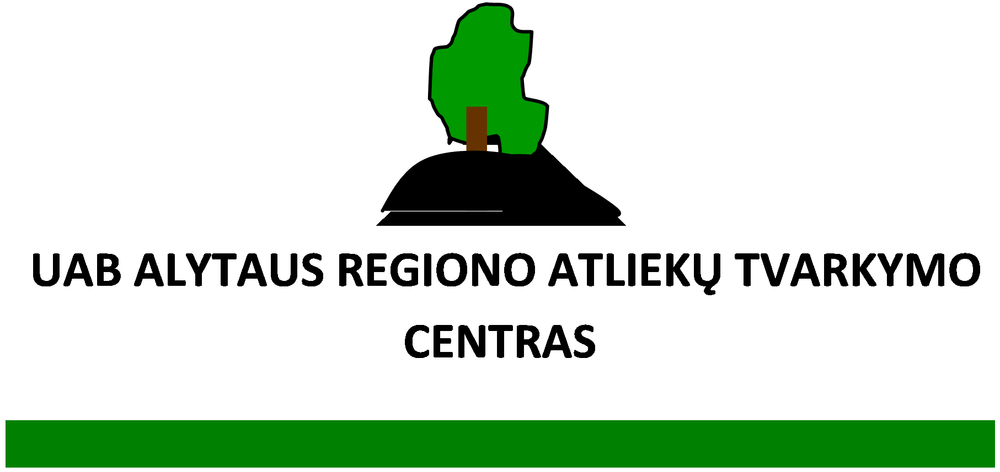 UAB ALYTAUS REGIONO ATLIEKŲ TVARKYMO
CENTRAS